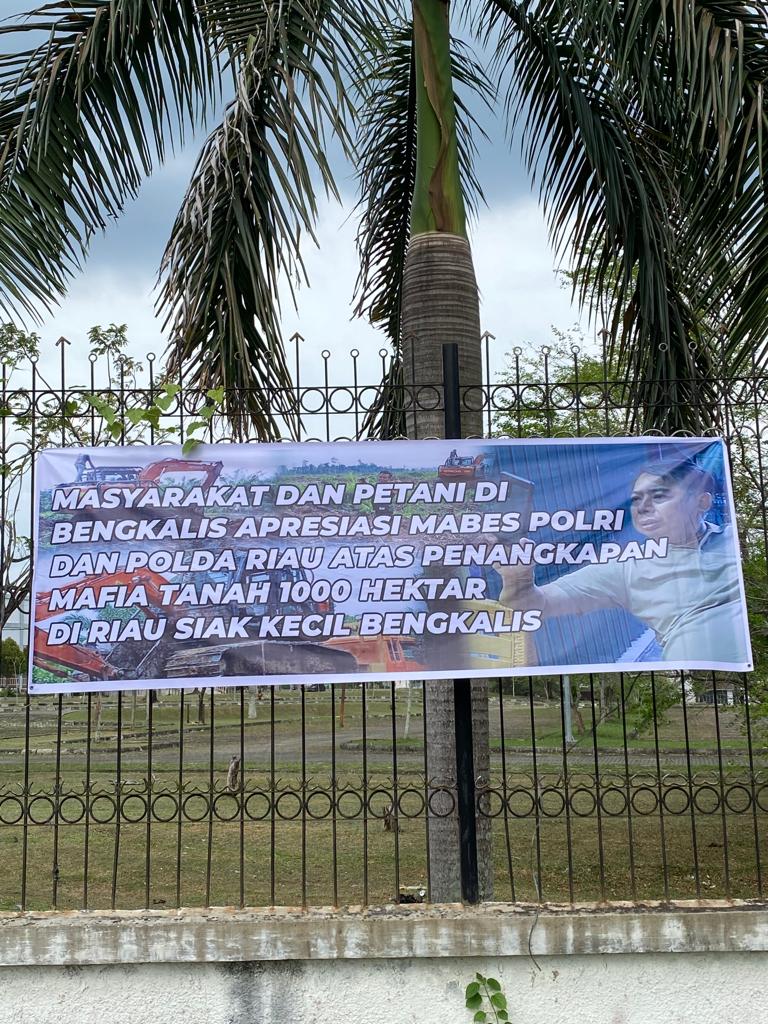 MASYARAKAT DAN PETANI DI
BENGKALIS APRESIASI MABES POLRI
DAN POLDA RIAU ATAS PENANGKAPAN
MAFIA TANAH 1000 HEKTAR
DI RIAU SIAK KECIL BENGKALIS